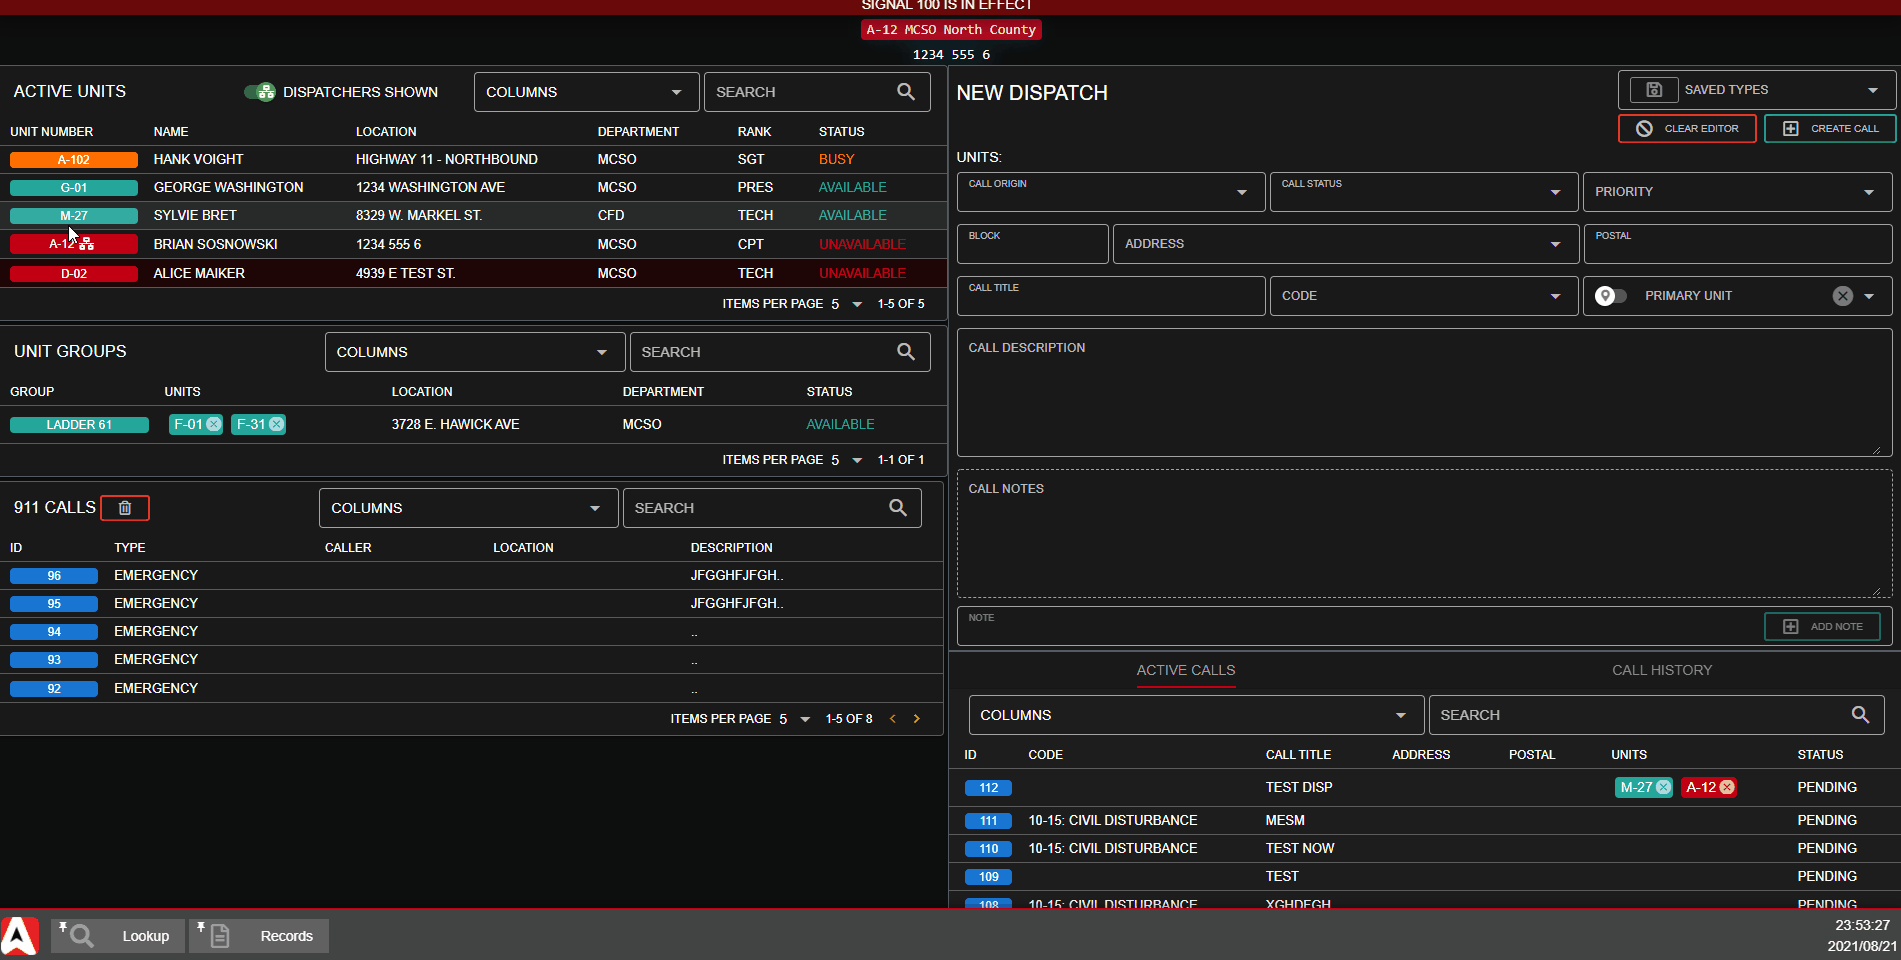 SIGNAL 100 IS IN EFFECT
A-12 MCSO North County
1234 555 6
ACTIVE UNITS
DISPATCHERS SHOWN
COLUMNS
SEARCH
UNIT NUMBER NAME LOCATION DEPARTMENT RANK STATUS
A-102 HANK VOIGHT HIGHWAY 11 - NORTHBOUND MCSO SGT BUSY
G-01 GEORGE WASHINGTON 1234 WASHINGTON AVE MCSO PRES AVAILABLE
M-27 SYLVIE BRET 8329 W. MARKEL ST. CFD TECH AVAILABLE
A-12 BRIAN SOSNOWSKI 1234 555 6 MCSO CPT UNAVAILABLE
D-02 ALICE MAIKER 4939 E TEST ST. MCSO TECH UNAVAILABLE
ITEMS PER PAGE 5 1-5 OF 5
UNIT GROUPS
COLUMNS
SEARCH
GROUP UNITS LOCATION DEPARTMENT STATUS
LADDER 61 F-01 F-31 3728 E. HAWICK AVE MCSO AVAILABLE
ITEMS PER PAGE 5 1-1 OF 1
911 CALLS
COLUMNS
SEARCH
ID TYPE CALLER LOCATION DESCRIPTION
96 EMERGENCY JFGGHFJFGH..
95 EMERGENCY JFGGHFJFGH..
94 EMERGENCY ..
93 EMERGENCY ..
92 EMERGENCY ..
ITEMS PER PAGE 5 1-5 OF 8
NEW DISPATCH
SAVED TYPES
CLEAR EDITOR
CREATE CALL
UNITS:
CALL ORIGIN
CALL STATUS
PRIORITY
BLOCK
ADDRESS
POSTAL
CALL TITLE
CODE
PRIMARY UNIT
CALL DESCRIPTION
CALL NOTES
NOTE
ADD NOTE
ACTIVE CALLS
CALL HISTORY
COLUMNS
SEARCH
ID CODE CALL TITLE ADDRESS POSTAL UNITS STATUS
112 TEST DISP M-27 A-12 PENDING
111 10-15: CIVIL DISTURBANCE MESM PENDING
110 10-15: CIVIL DISTURBANCE TEST NOW PENDING
109 TEST PENDING
108 10-15: CIVIL DISTURBANCE XGHDFGH PENDING
Lookup
Records
23:53:27
2021/08/21